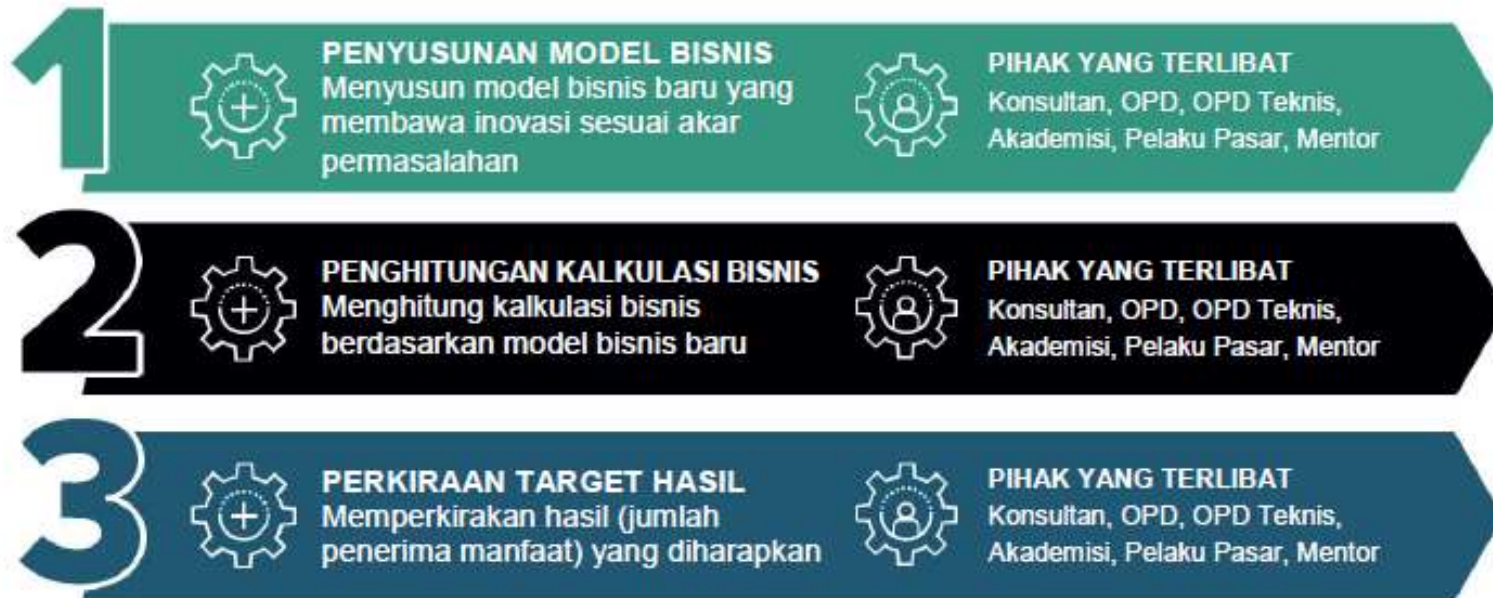 1
PENYUSUNAN MODEL BISNIS
Menyusun model bisnis baru yang
membawa inovasi sesuai akar
permasalahan
PIHAK YANG TERLIBAT
Konsultan, OPD, OPD Teknis,
Akademisi, Pelaku Pasar, Mentor
2
PENGHITUNGAN KALKULASI BISNIS
Menghitung kalkulasi bisnis
berdasarkan model bisnis baru
PIHAK YANG TERLIBAT
Konsultan, OPD, OPD Teknis,
Akademisi, Pelaku Pasar, Mentor
3
PERKIRAAN TARGET HASIL
Memperkirakan hasil (jumlah
penerima manfaat) yang diharapkan
PIHAK YANG TERLIBAT
Konsultan, OPD, OPD Teknis,
Akademisi, Pelaku Pasar, Mentor